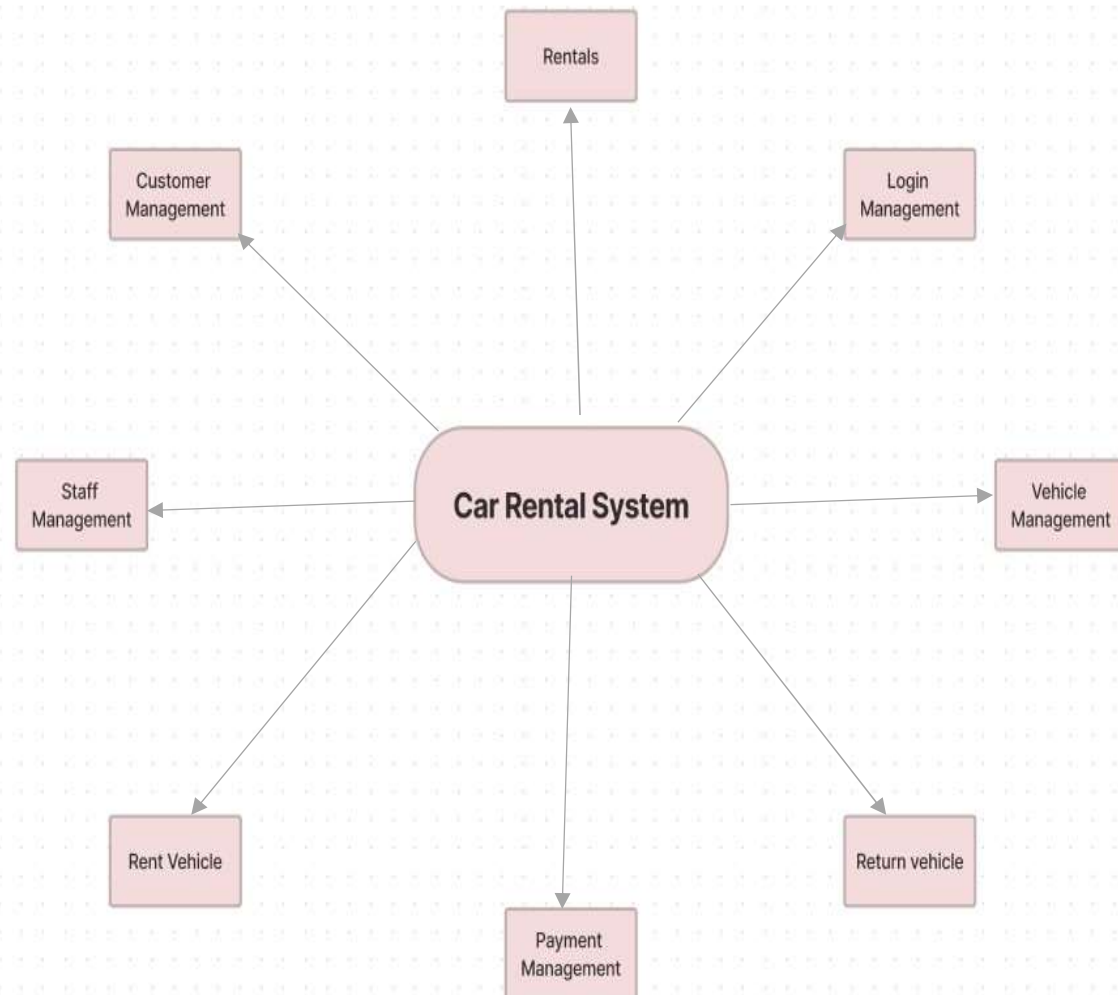 Rentals
Customer
Management
Login
Management
Staff
Management
Car Rental System
Vehicle
Management
Rent Vehicle
Return vehicle
Payment
Management